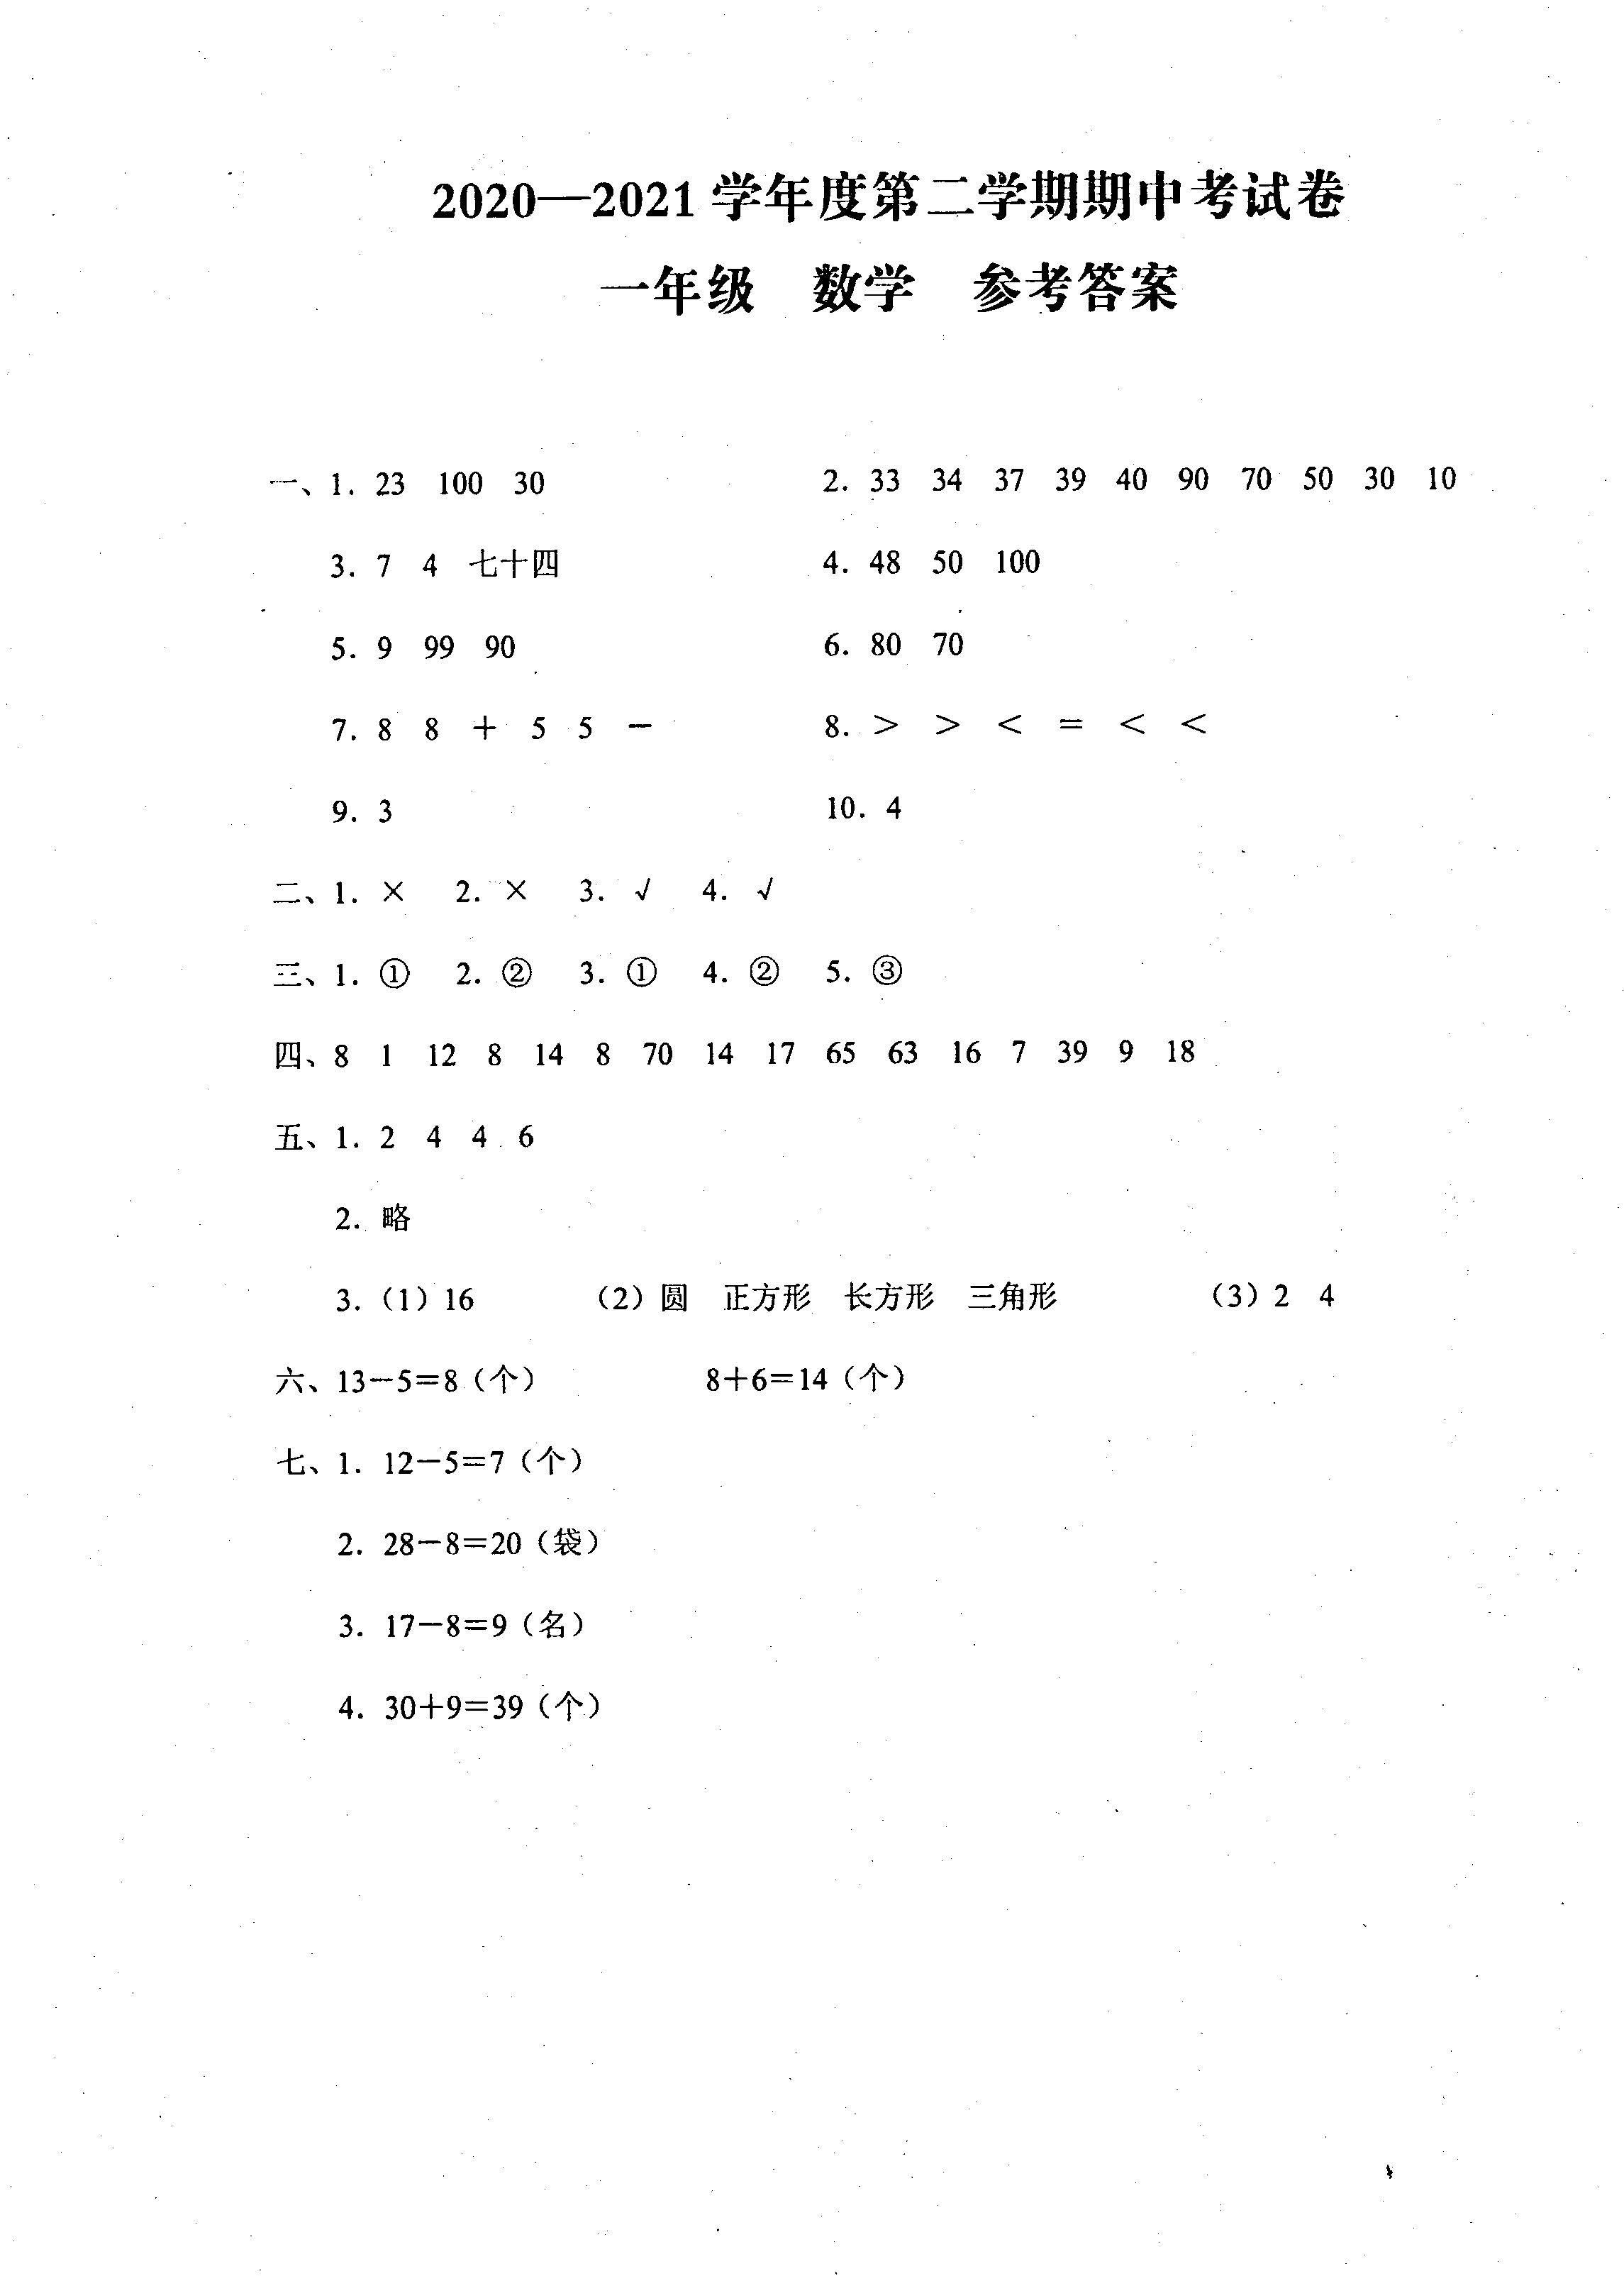 2020—2021 学年度第二学期期中考试卷
一年级 数学 参考答案
一、1. 23 100 30 2. 33 34 37 39 40 90 70 50 30 10
3. 7 4 七十四 4. 48 50 100
5. 9 99 90 6. 80 70
7. 8 8 + 5 5 − 8. > > < = < <
9. 3 10. 4
二、1. × 2. × 3. √ 4. √
三、1. ① 2. ② 3. ① 4. ② 5. ③
四、8 1 12 8 14 8 70 14 17 65 63 16 7 39 9 18
五、1. 2 4 4 6
2. 略
3.（1）16 （2）圆 正方形 长方形 三角形 （3）2 4
六、13−5=8（个） 8+6=14（个）
七、1. 12−5=7（个）
2. 28−8=20（袋）
3. 17−8=9（名）
4. 30+9=39（个）